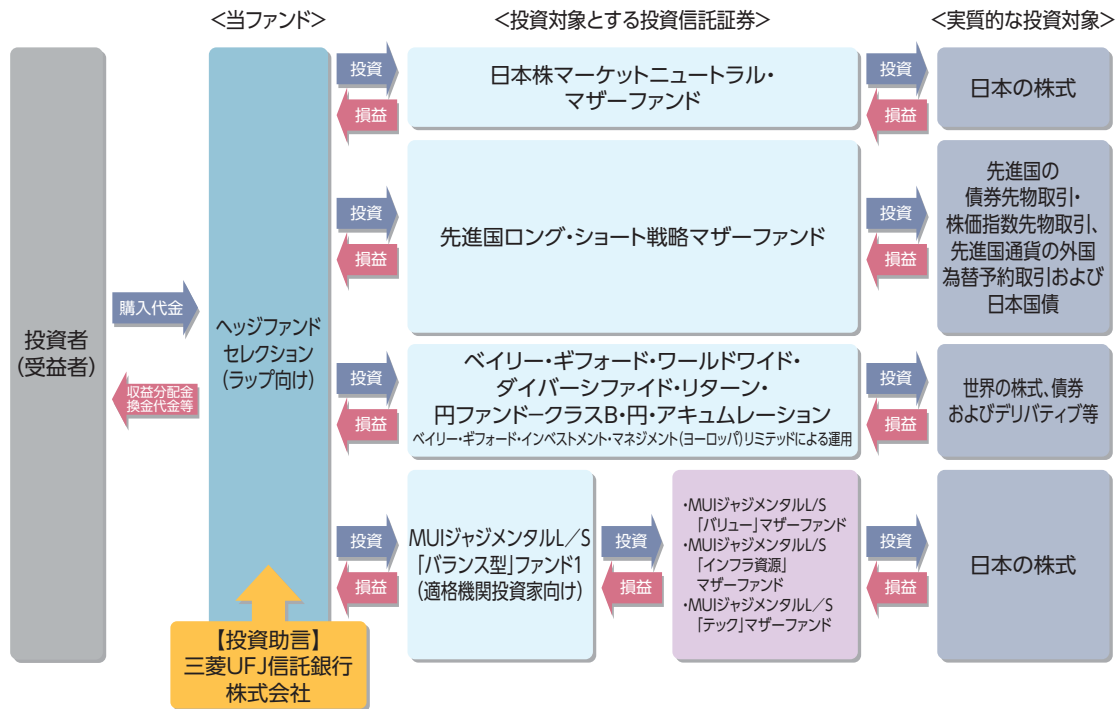 <当ファンド>
<投資対象とする投資信託証券>
<実質的な投資対象>
投資者
(受益者)
購入代金
収益分配金
換金代金等
ヘッジファンド
セレクション
(ラップ向け)
【投資助言】
三菱UFJ信託銀行
株式会社
投資
損益
日本株マーケットニュートラル・
マザーファンド
投資
損益
日本の株式
投資
損益
先進国ロング・ショート戦略マザーファンド
投資
損益
先進国の
債券先物取引・
株価指数先物取引、
先進国通貨の外国
為替予約取引および
日本国債
投資
損益
ベイリー・ギフォード・ワールドワイド・
ダイバーシファイド・リターン・
円ファンドークラスB・円・アキュムレーション
ベイリー・ギフォード・インベストメント・マネジメント(ヨーロッパ)リミテッドによる運用
投資
損益
世界の株式、債券
およびデリバティブ等
投資
損益
MUIジャジメンタルL/S
「バランス型」ファンド1
(適格機関投資家向け)
投資
損益
・MUIジャジメンタルL/S
「バリュー」マザーファンド
・MUIジャジメンタルL/S
「インフラ資源」
マザーファンド
・MUIジャジメンタルL/S
「テック」マザーファンド
投資
損益
日本の株式